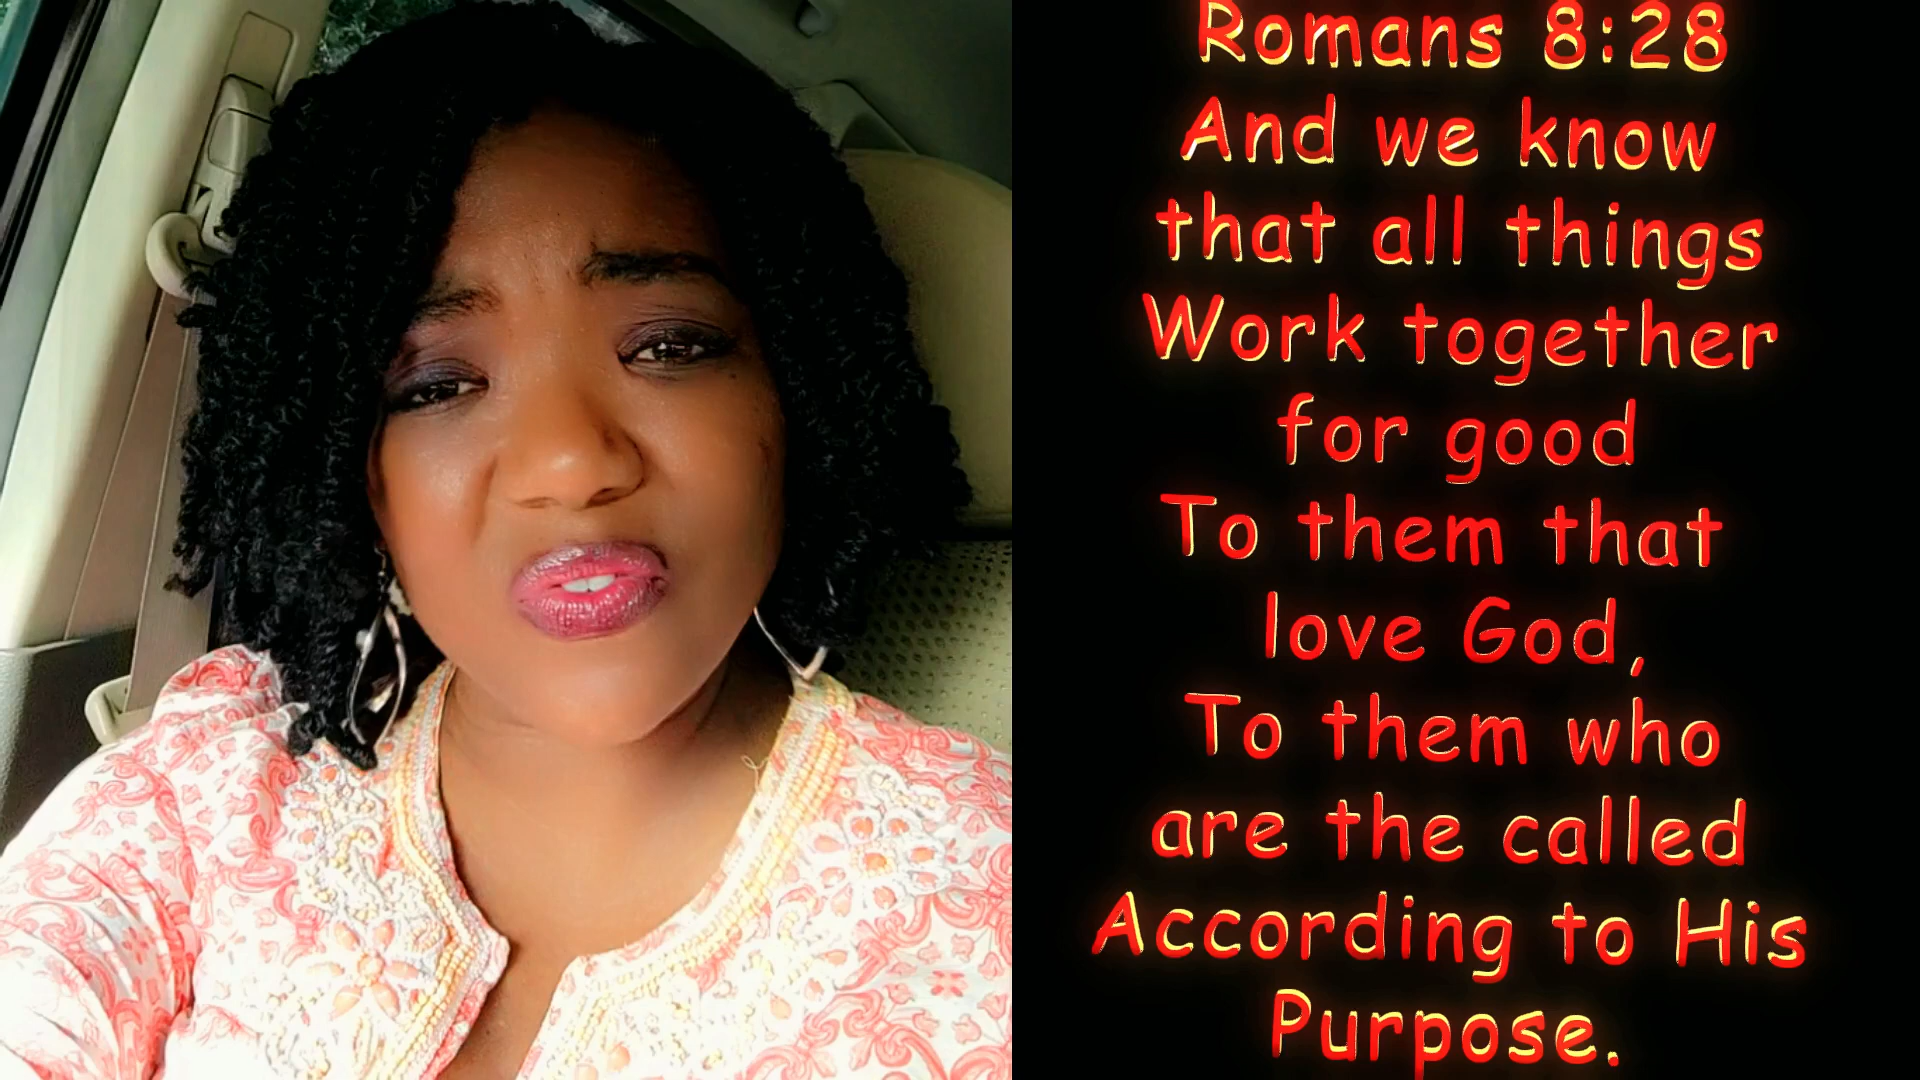 Romans 8:28
And we know
that all things
Work together
for good
To them that
love God,
To them who
are the called
According to His
Purpose.